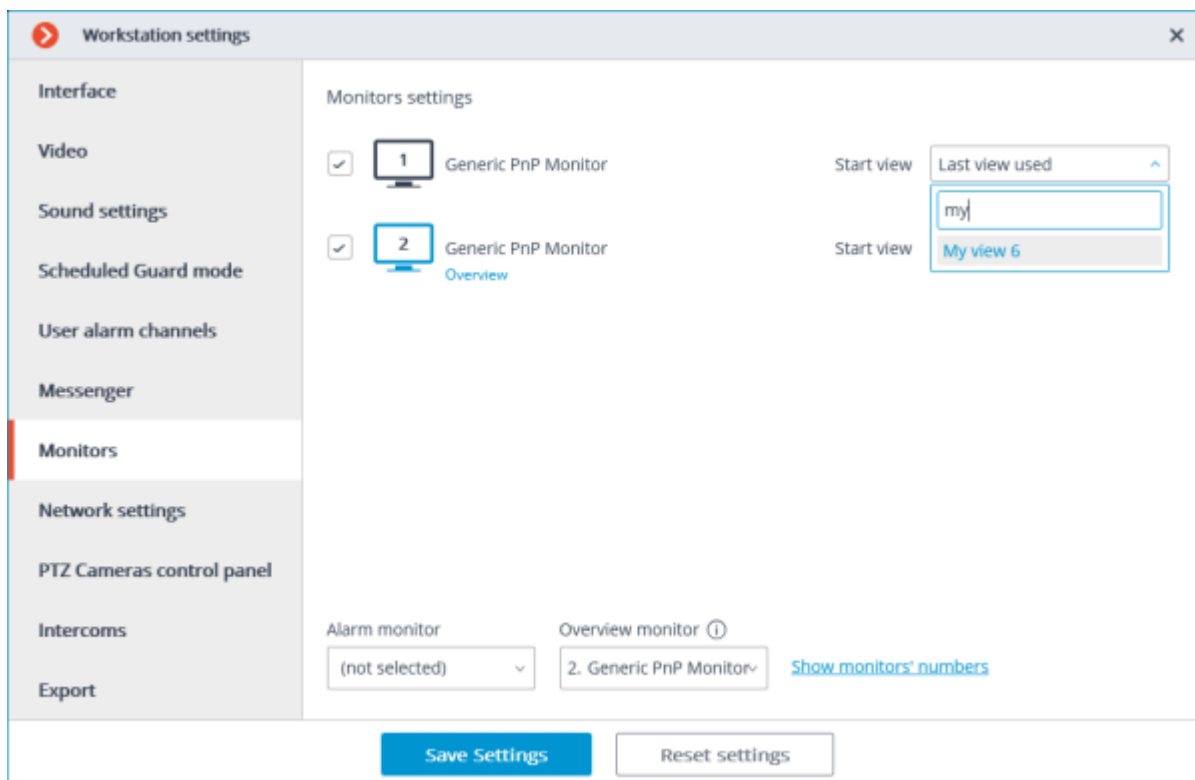 Workstation settings
Interface
Video
Sound settings
Scheduled Guard mode
User alarm channels
Messenger
Monitors
Network settings
PTZ Cameras control panel
Intercoms
Export
Monitors settings
1 Generic PnP Monitor Start view Last view used
my
My view 6
2 Generic PnP Monitor Start view
Overview
Alarm monitor Overview monitor
(not selected) 2. Generic PnP Monitor Show monitors' numbers
Save Settings Reset settings